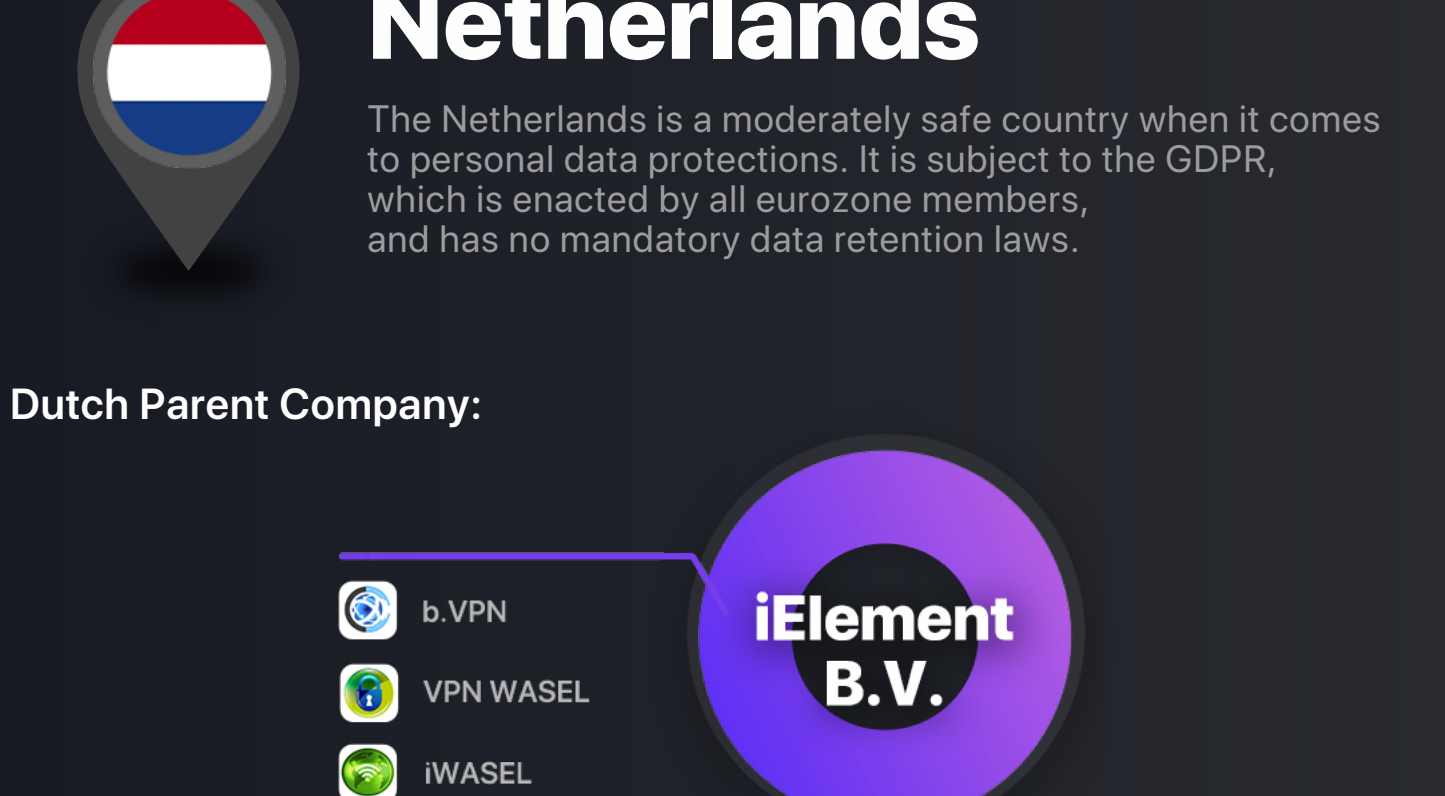 Netherlands
The Netherlands is a moderately safe country when it comes
to personal data protections. It is subject to the GDPR,
which is enacted by all eurozone members,
and has no mandatory data retention laws.
Dutch Parent Company:
b.VPN
VPN WASEL
iWASEL
iElement
B.V.